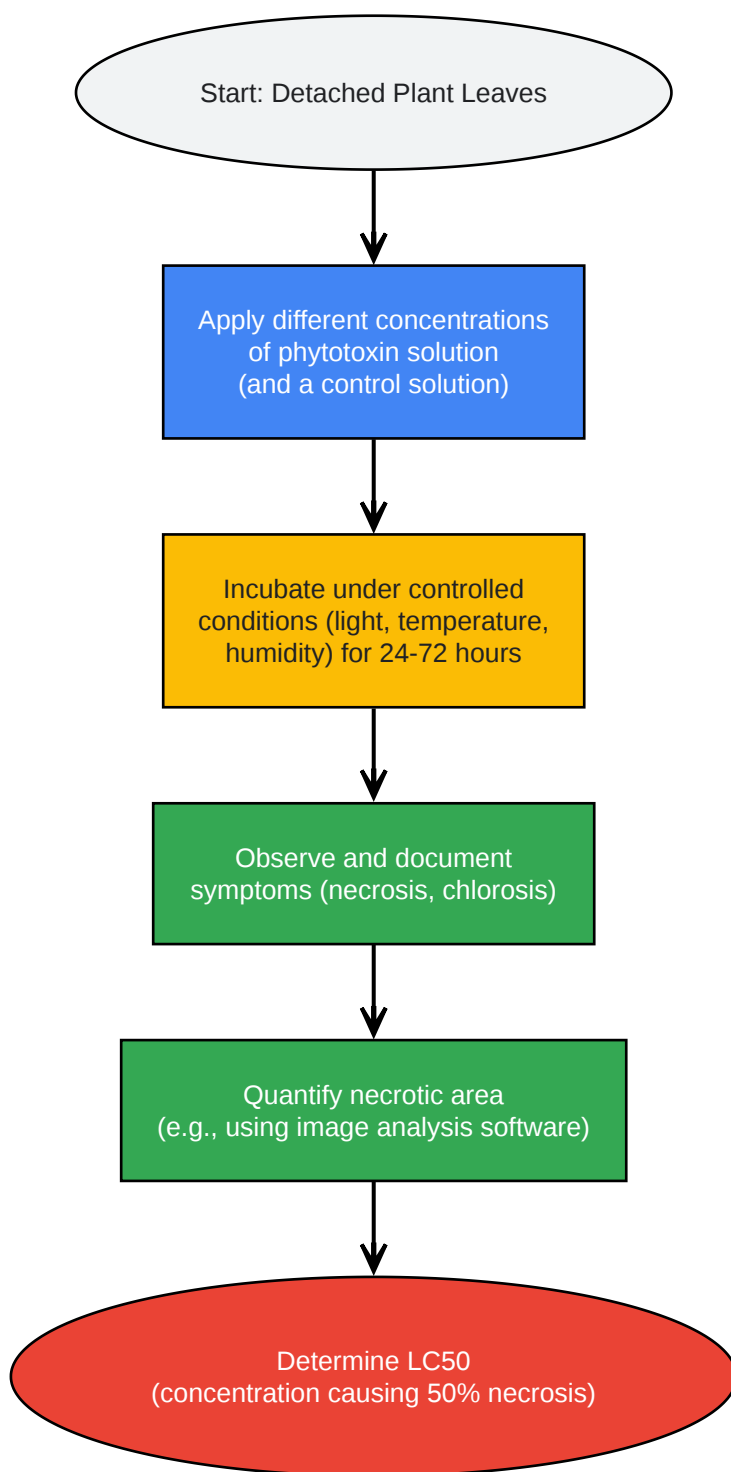 Start: Detached Plant Leaves
Apply different concentrations
of phytotoxin solution
(and a control solution)
Incubate under controlled
conditions (light, temperature,
humidity) for 24-72 hours
Observe and document
symptoms (necrosis, chlorosis)
Quantify necrotic area
(e.g., using image analysis software)
Determine LC50
(concentration causing 50% necrosis)